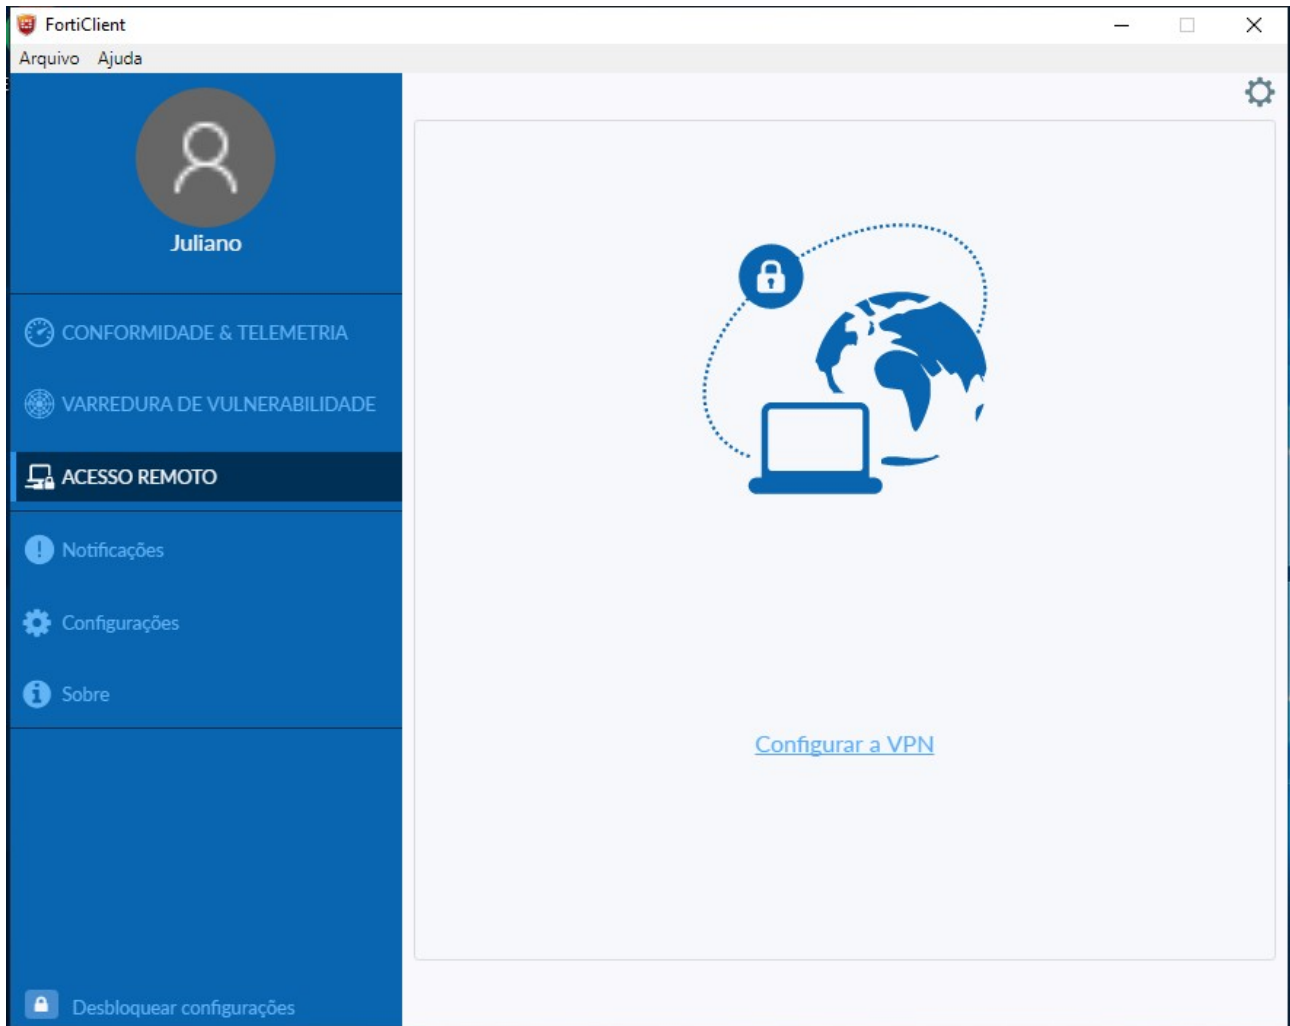 FortiClient
Arquivo Ajuda
Juliano
CONFORMIDADE & TELEMETRIA
VARREDURA DE VULNERABILIDADE
ACESSO REMOTO
Notificações
Configurações
Sobre
Configurar a VPN
Desbloquear configurações